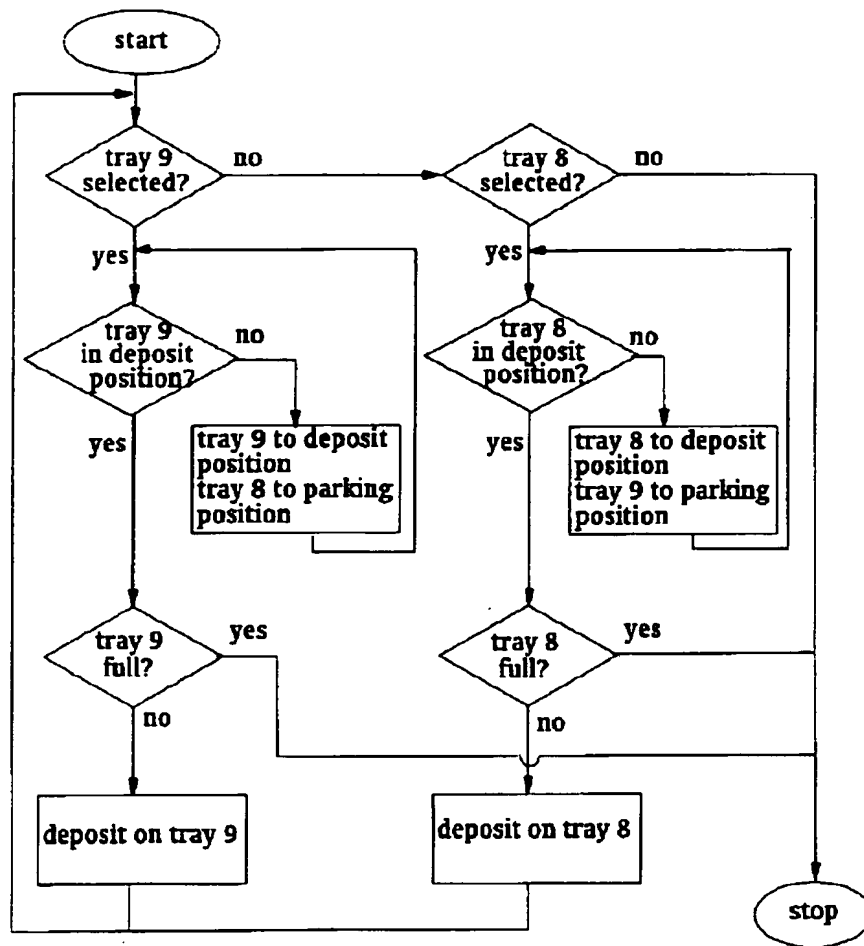 start
tray 9
selected?
no
tray 8
selected?
no
yes
yes
tray 9
in deposit
position?
no
tray 8
in deposit
position?
no
yes
tray 9 to deposit
position
tray 8 to parking
position
yes
tray 8 to deposit
position
tray 9 to parking
position
tray 9
full?
yes
tray 8
full?
yes
no
no
deposit on tray 9
deposit on tray 8
stop